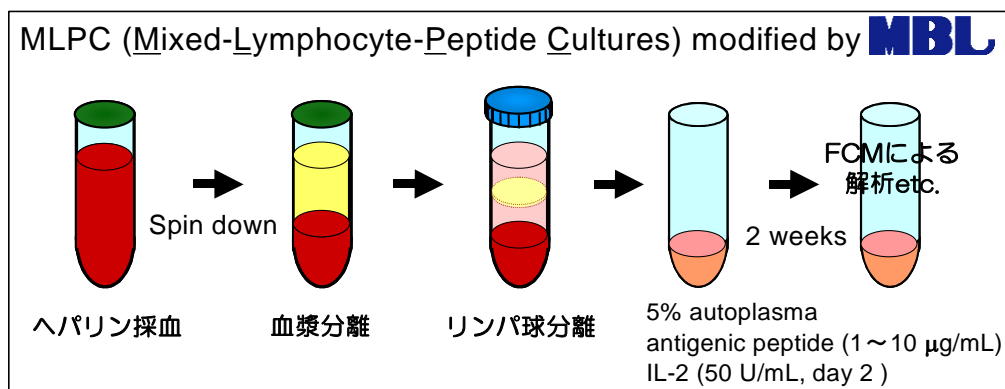 MLPC (Mixed-Lymphocyte-Peptide Cultures) modified by MBL
Spin down
FCMによる
解析etc.
2 weeks
ヘパリン採血
血漿分離
リンパ球分離
5% autoplasma
antigenic peptide (1～10 μg/mL)
IL-2 (50 U/mL, day 2 )